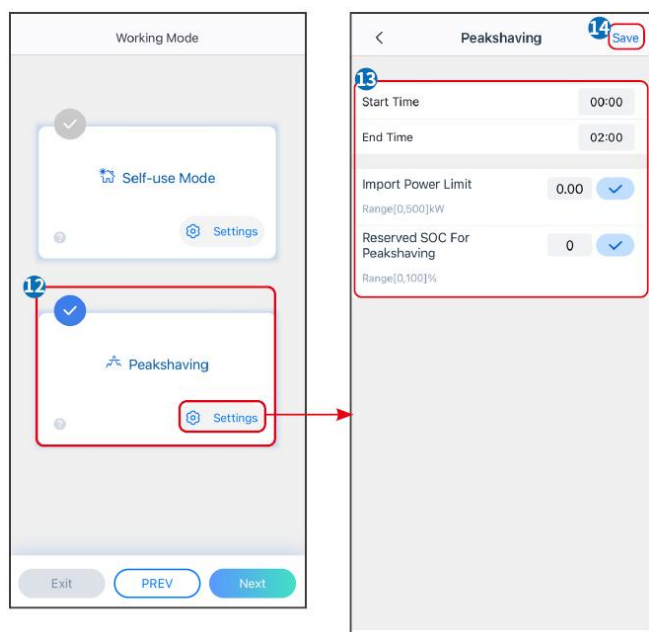 Working Mode
Self-use Mode
Settings
12
Peakshaving
Settings
Exit
PREV
Next
Peakshaving
14
Save
13
Start Time
00:00
End Time
02:00
Import Power Limit
0.00
Range[0,500]kW
Reserved SOC For
Peakshaving
0
Range[0,100]%